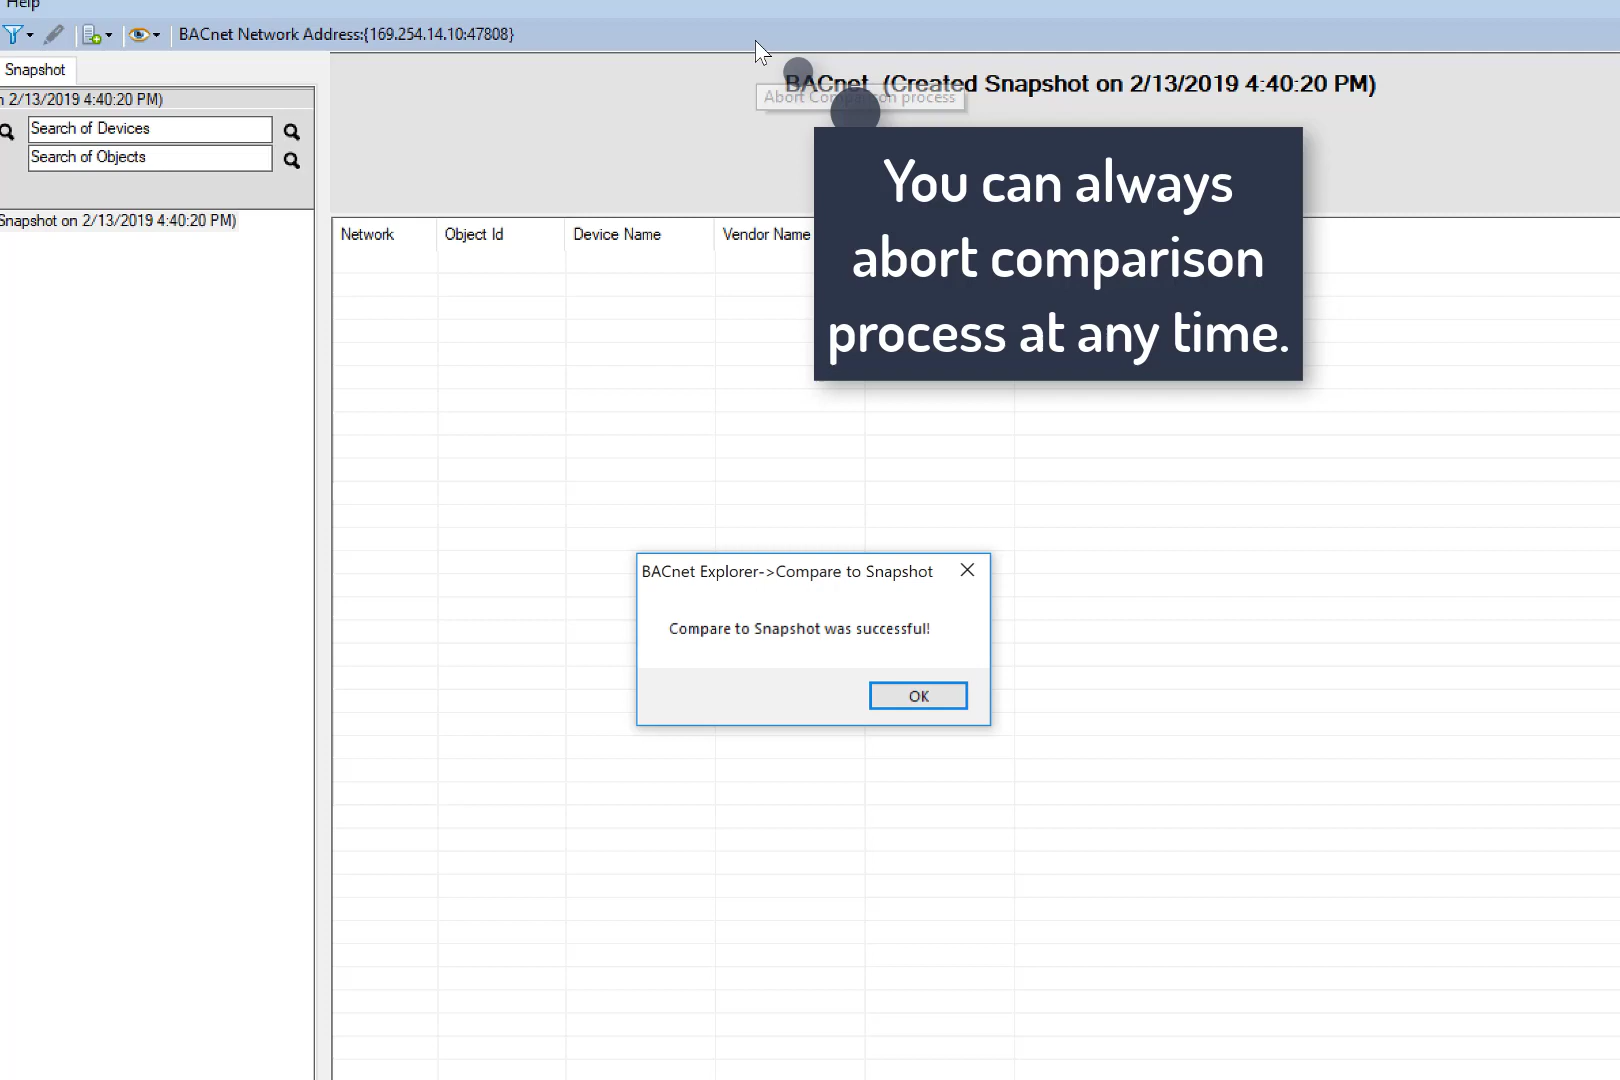 Help
BACnet Network Address:{169.254.14.10:47808}
Snapshot
BACnet (Created Snapshot on 2/13/2019 4:40:20 PM)
Abort Comparison process
2/13/2019 4:40:20 PM)
Search of Devices
Search of Objects
You can always
abort comparison
process at any time.
Snapshot on 2/13/2019 4:40:20 PM)
Network Object Id Device Name Vendor Name
BACnet Explorer->Compare to Snapshot
Compare to Snapshot was successful!
OK